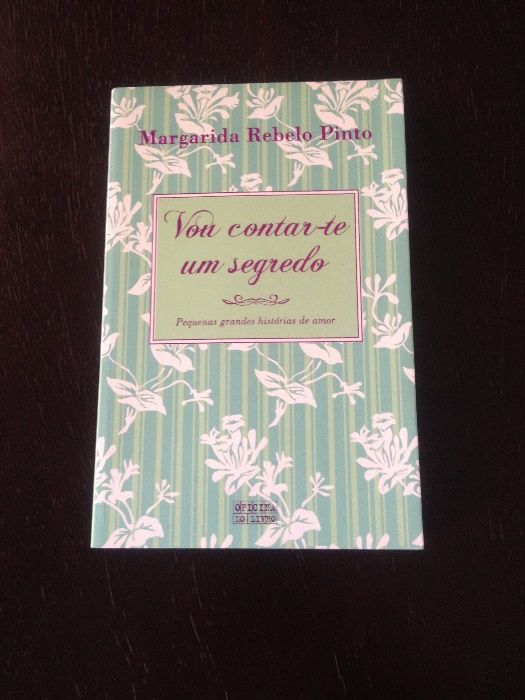 Margarida Rebelo Pinto
Vou contar-te
um segredo
Pequenas grandes histórias de amor
OFICINA
DO LIVRO